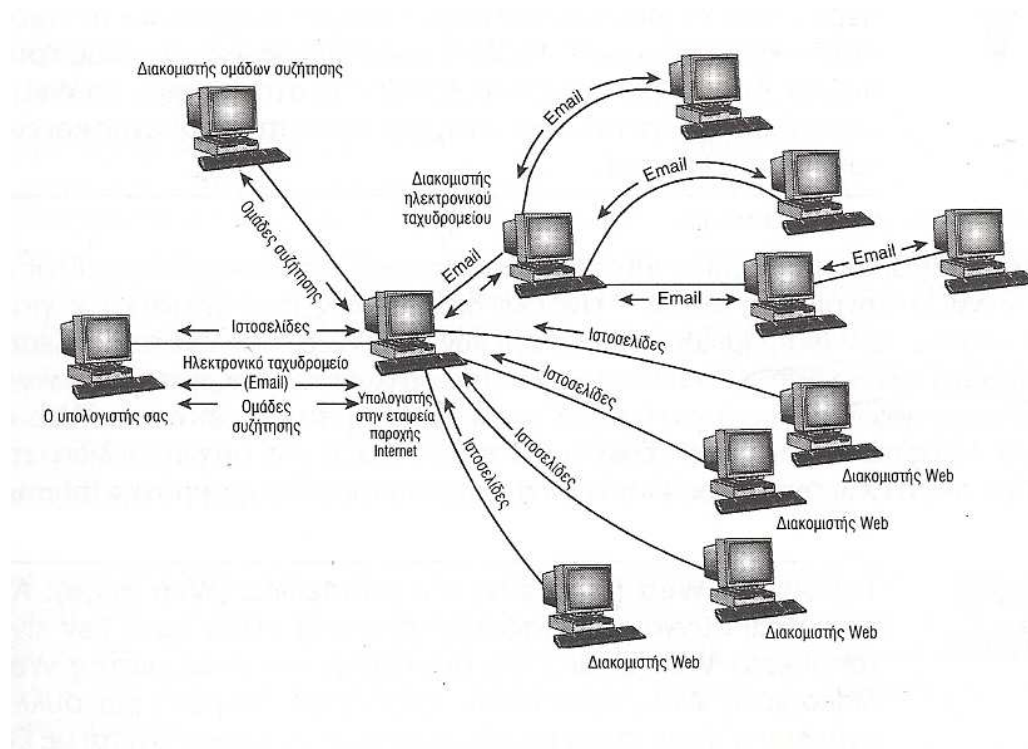 Διακομιστής ομάδων συζήτησης
Email
Email
Διακομιστής
ηλεκτρονικού
ταχυδρομείου
Ομάδες συζήτησης
Email
Email
Email
Ιστοσελίδες
Ιστοσελίδες
Ηλεκτρονικό ταχυδρομείο
(Email)
Ομάδες
συζήτησης
Ο υπολογιστής σας
Υπολογιστής
στην εταιρεία
παροχής
Internet
Ιστοσελίδες
Ιστοσελίδες
Ιστοσελίδες
Διακομιστής Web
Διακομιστής Web
Διακομιστής Web
Διακομιστής Web